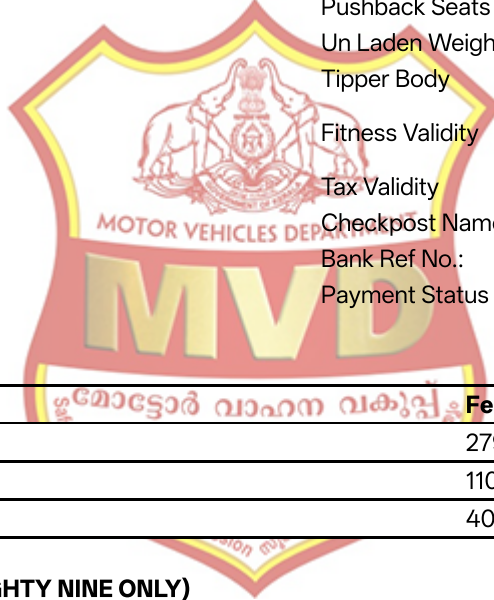 Pushback Seats
Un Laden Weigh
Tipper Body
Fitness Validity
Tax Validity
MOTOR VEHICLES DEPARTMENT
Checkpost Name
Bank Ref No.:
MVD
Payment Status
മോട്ടോർ വാഹന വകുപ്പ്
Fe
279
110
40
GHTY NINE ONLY)